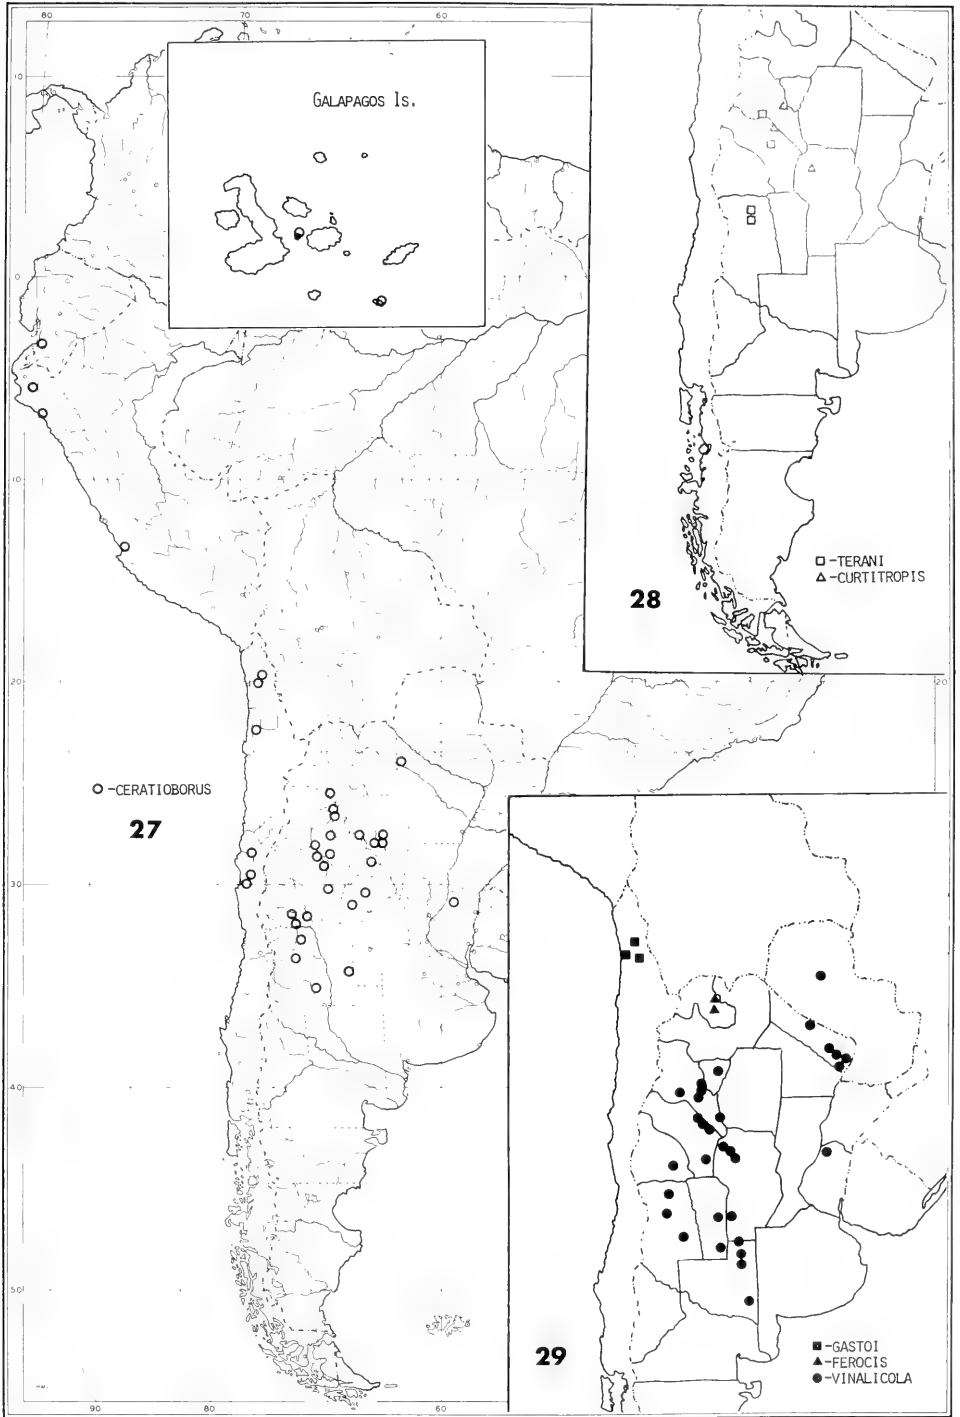 80
70
60
10
GALAPAGOS IS.
0
10
□ -TERANI
△ -CURTITROPIS
28
20
20
○ -CERATIOBORUS
27
30
40
50
■ -GASTOI
▲ -FEROCIS
● -VINALICOLA
29
90
80
60